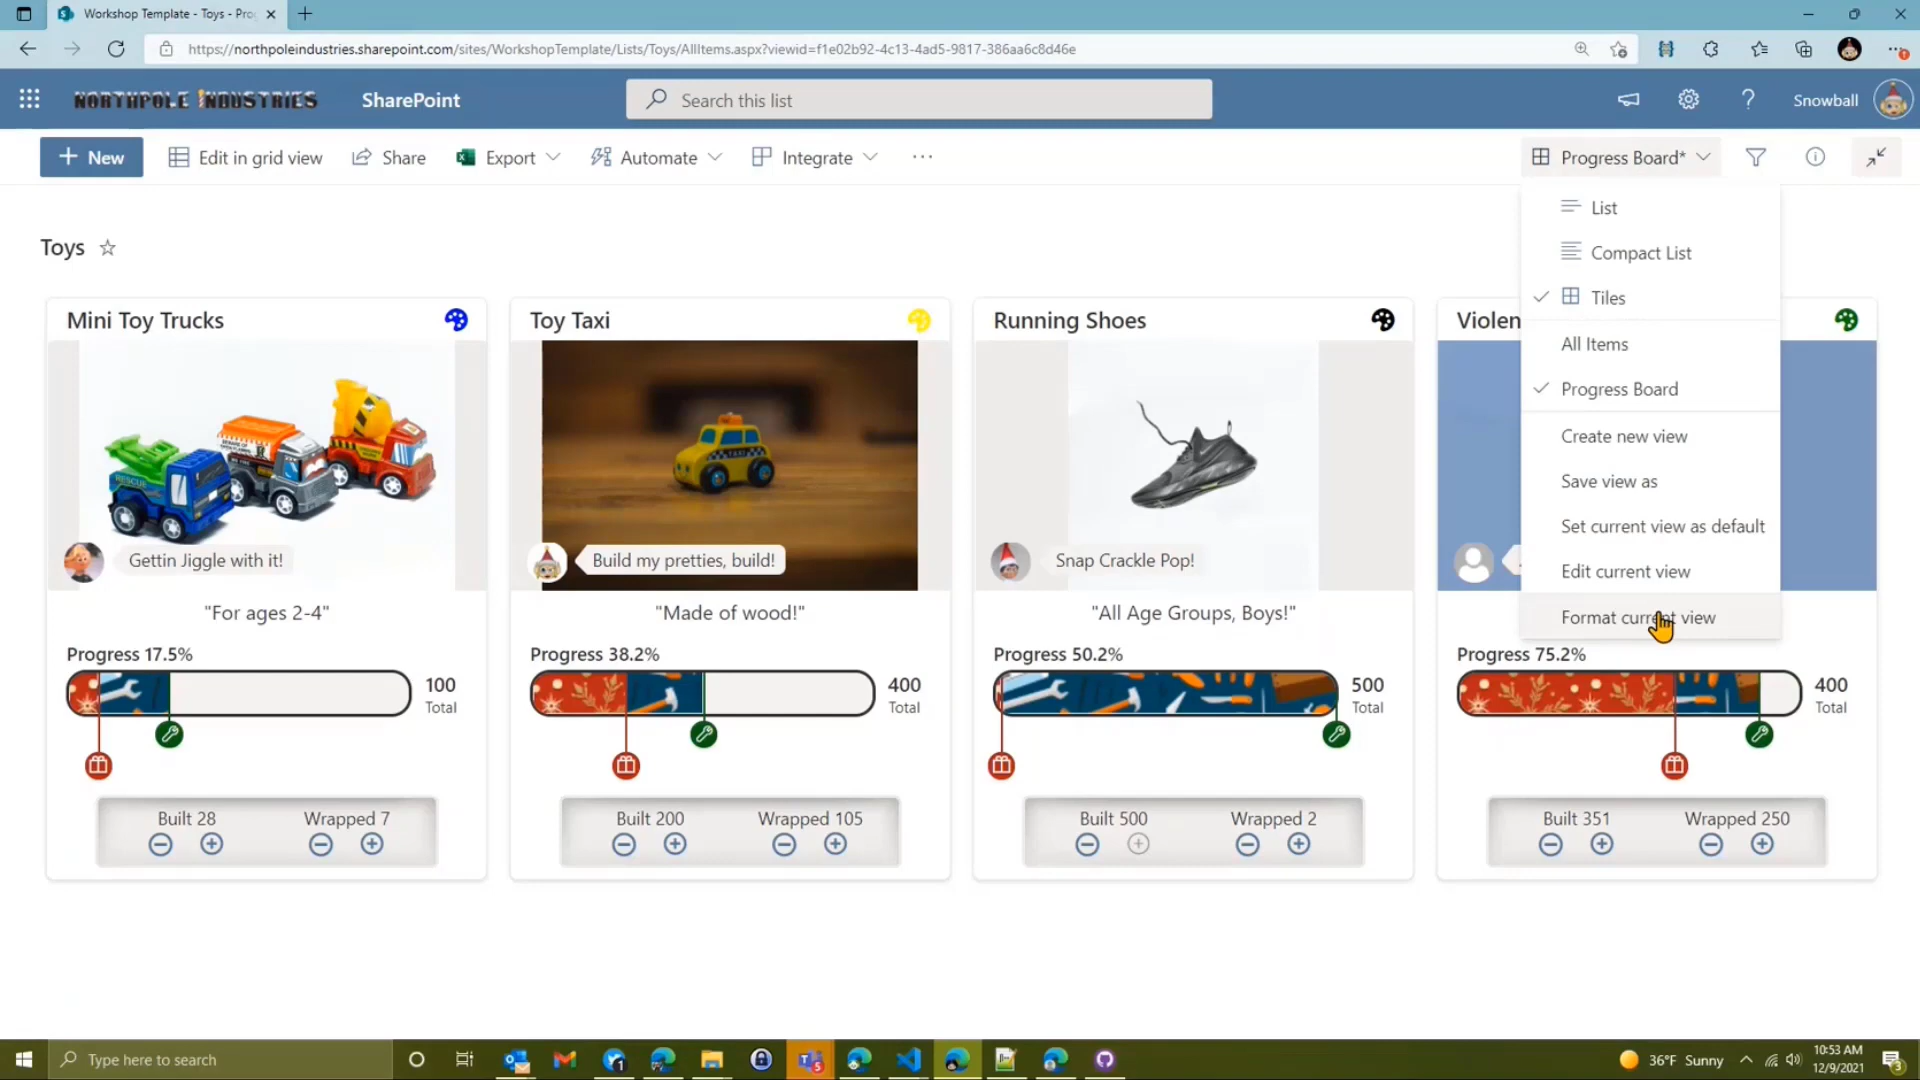 Workshop Template - Toys - Pro
https://northpoleindustries.sharepoint.com/sites/WorkshopTemplate/Lists/Toys/AllItems.aspx?viewid=f1e02b92-4c13-4ad5-9817-386aa6c8d46e
NORTHPOLE INDUSTRIES
SharePoint
Search this list
Snowball
New
Edit in grid view
Share
Export
Automate
Integrate
Progress Board*
List
Compact List
Tiles
All Items
Progress Board
Create new view
Save view as
Set current view as default
Edit current view
Format current view
Toys
Mini Toy Trucks
RESCUE
Gettin Jiggle with it!
"For ages 2-4"
Progress 17.5%
100
Total
Built 28
Wrapped 7
Toy Taxi
TAXI
Build my pretties, build!
"Made of wood!"
Progress 38.2%
400
Total
Built 200
Wrapped 105
Running Shoes
Snap Crackle Pop!
"All Age Groups, Boys!"
Progress 50.2%
500
Total
Built 500
Wrapped 2
Violen
Progress 75.2%
400
Total
Built 351
Wrapped 250
Type here to search
1
5
36°F Sunny
10:53 AM
12/9/2021
3